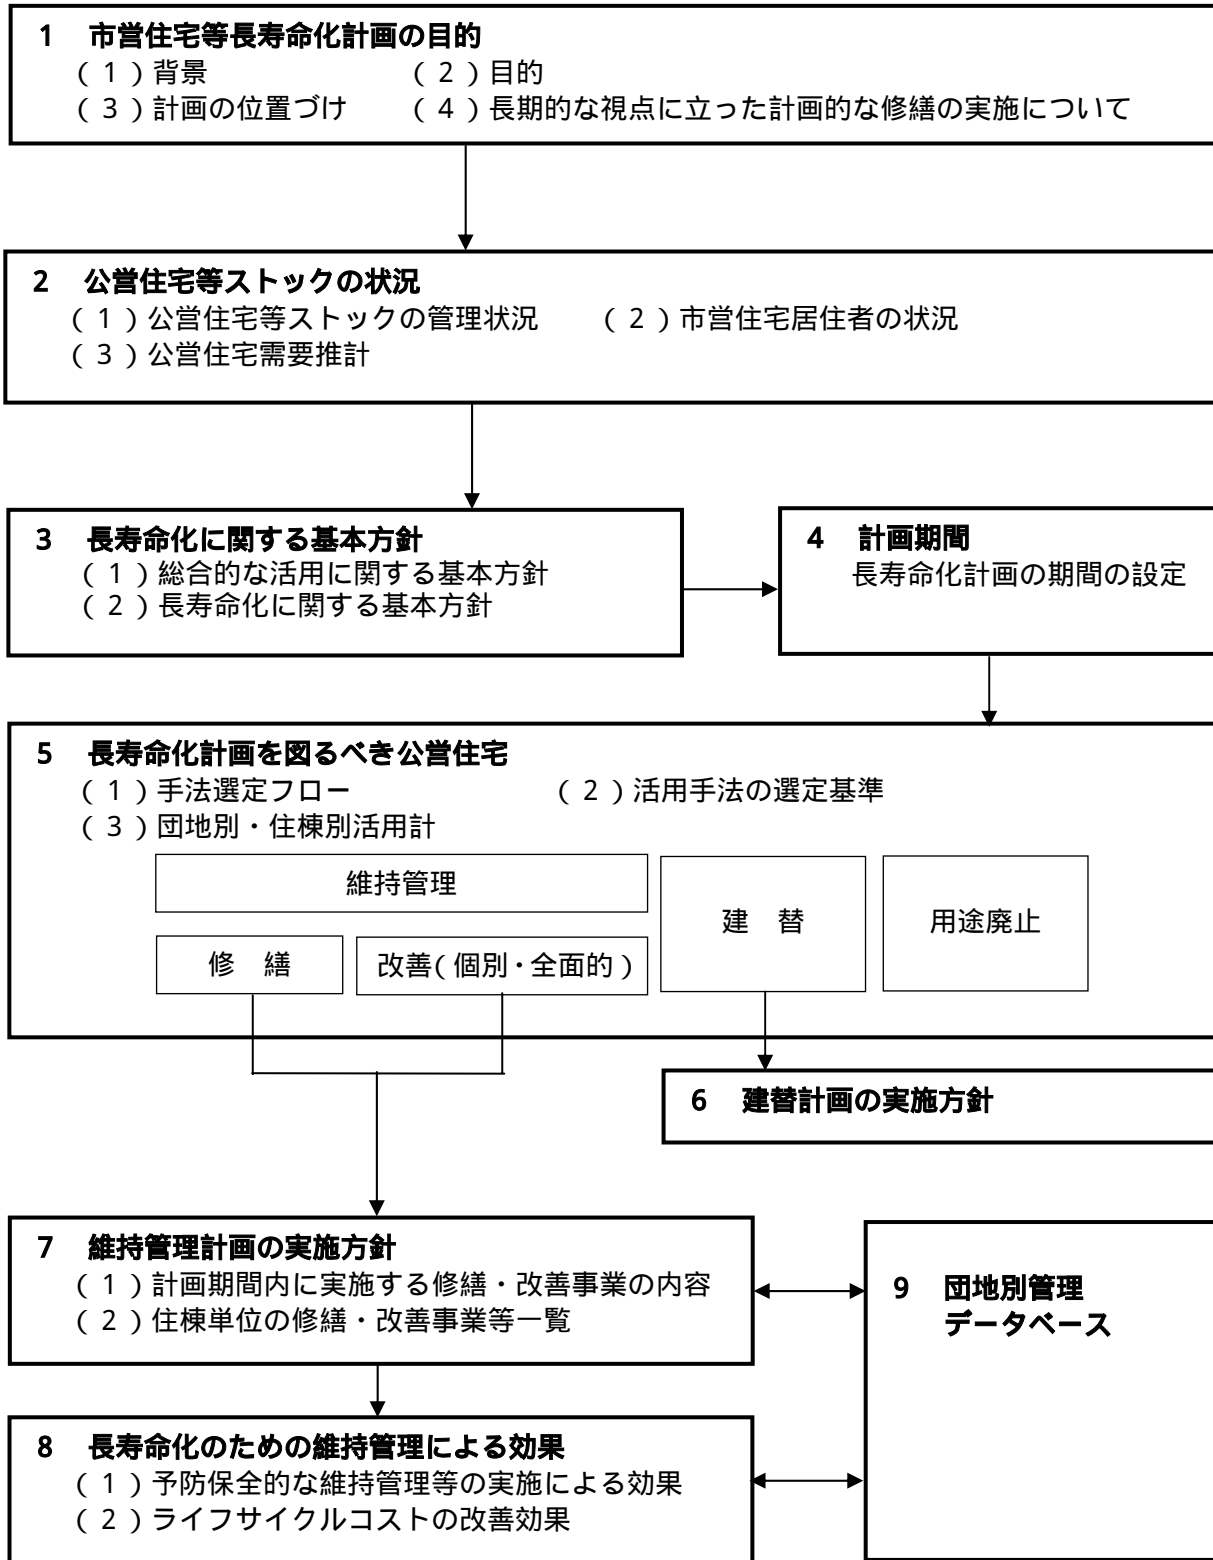 1 市営住宅等長寿命化計画の目的
(1)背景 (2)目的
(3)計画の位置づけ (4)長期的な視点に立った計画的な修繕の実施について
2 公営住宅等ストックの状況
(1)公営住宅等ストックの管理状況 (2)市営住宅居住者の状況
(3)公営住宅需要推計
3 長寿命化に関する基本方針
(1)総合的な活用に関する基本方針
(2)長寿命化に関する基本方針
4 計画期間
長寿命化計画の期間の設定
5 長寿命化計画を図るべき公営住宅
(1)手法選定フロー (2)活用手法の選定基準
(3)団地別・住棟別活用計
維持管理
修 繕
改善(個別・全面的)
建 替
用途廃止
6 建替計画の実施方針
7 維持管理計画の実施方針
(1)計画期間内に実施する修繕・改善事業の内容
(2)住棟単位の修繕・改善事業等一覧
8 長寿命化のための維持管理による効果
(1)予防保全的な維持管理等の実施による効果
(2)ライフサイクルコストの改善効果
9 団地別管理
データベース